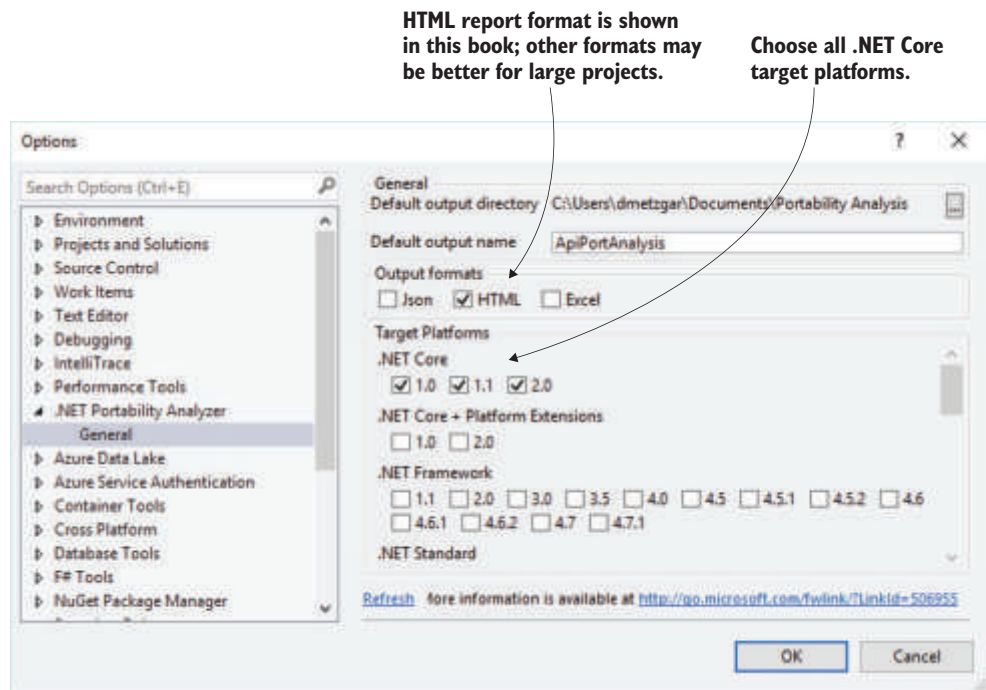 HTML report format is shown
in this book; other formats may
be better for large projects.
Choose all .NET Core
target platforms.
Options
?
Search Options (Ctrl+E)
Environment
Projects and Solutions
Source Control
Work Items
Text Editor
Debugging
IntelliTrace
Performance Tools
.NET Portability Analyzer
General
Azure Data Lake
Azure Service Authentication
Container Tools
Cross Platform
Database Tools
F# Tools
NuGet Package Manager
General
Default output directory C:\Users\dmetzgar\Documents\Portability Analysis
...
Default output name ApiPortAnalysis
Output formats
Json HTML Excel
Target Platforms
.NET Core
1.0 1.1 2.0
.NET Core + Platform Extensions
1.0 2.0
.NET Framework
1.1 2.0 3.0 3.5 4.0 4.5 4.5.1 4.5.2 4.6
4.6.1 4.6.2 4.7 4.7.1
.NET Standard
Refresh ore information is available at http://go.microsoft.com/fwlink/?LinkId=506955
OK Cancel